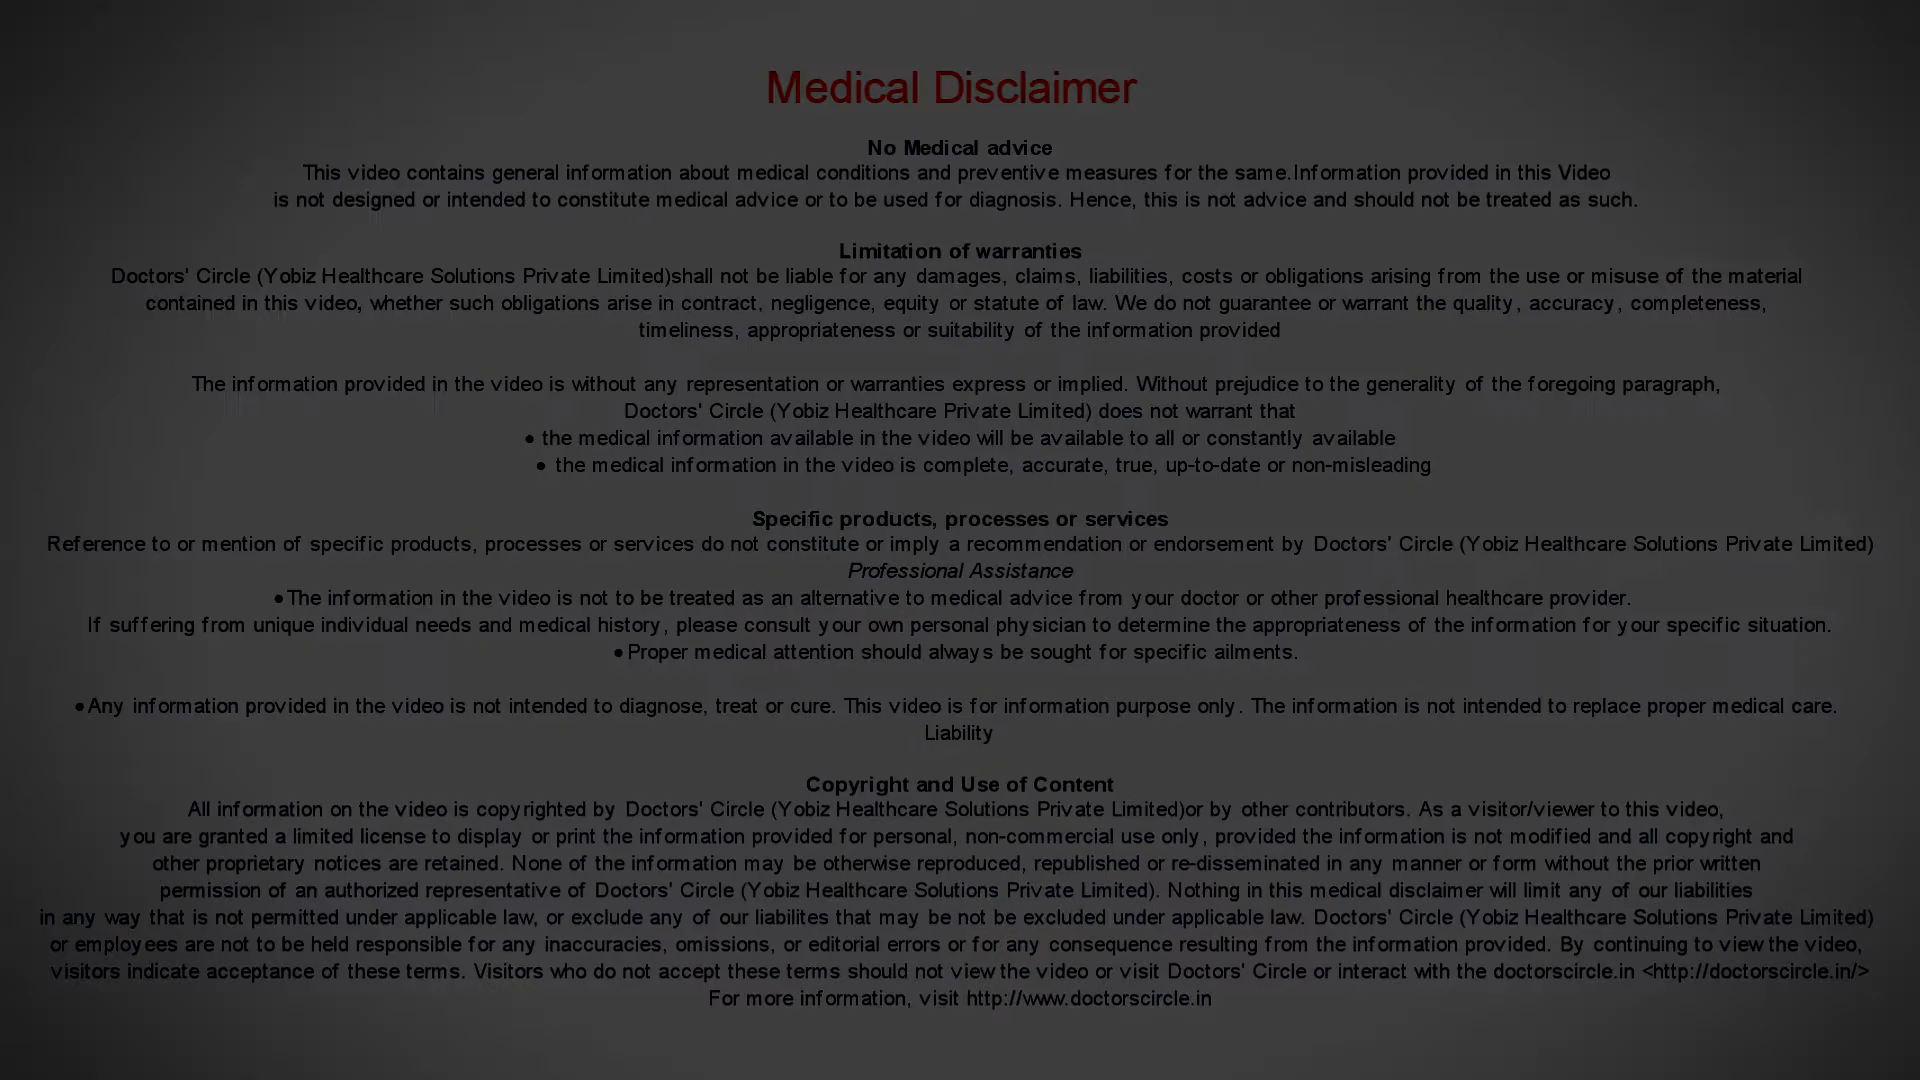 Medical Disclaimer
No Medical advice
This video contains general information about medical conditions and preventive measures for the same.Information provided in this Video
is not designed or intended to constitute medical advice or to be used for diagnosis. Hence, this is not advice and should not be treated as such.
Limitation of warranties
Doctors' Circle (Yobiz Healthcare Solutions Private Limited)shall not be liable for any damages, claims, liabilities, costs or obligations arising from the use or misuse of the material
contained in this video, whether such obligations arise in contract, negligence, equity or statute of law. We do not guarantee or warrant the quality, accuracy, completeness,
timeliness, appropriateness or suitability of the information provided
The information provided in the video is without any representation or warranties express or implied. Without prejudice to the generality of the foregoing paragraph,
Doctors' Circle (Yobiz Healthcare Private Limited) does not warrant that
• the medical information available in the video will be available to all or constantly available
• the medical information in the video is complete, accurate, true, up-to-date or non-misleading
Specific products, processes or services
Reference to or mention of specific products, processes or services do not constitute or imply a recommendation or endorsement by Doctors' Circle (Yobiz Healthcare Solutions Private Limited)
Professional Assistance
•The information in the video is not to be treated as an alternative to medical advice from your doctor or other professional healthcare provider.
If suffering from unique individual needs and medical history, please consult your own personal physician to determine the appropriateness of the information for your specific situation.
•Proper medical attention should always be sought for specific ailments.
•Any information provided in the video is not intended to diagnose, treat or cure. This video is for information purpose only. The information is not intended to replace proper medical care.
Liability
Copyright and Use of Content
All information on the video is copyrighted by Doctors' Circle (Yobiz Healthcare Solutions Private Limited)or by other contributors. As a visitor/viewer to this video,
you are granted a limited license to display or print the information provided for personal, non-commercial use only, provided the information is not modified and all copyright and
other proprietary notices are retained. None of the information may be otherwise reproduced, republished or re-disseminated in any manner or form without the prior written
permission of an authorized representative of Doctors' Circle (Yobiz Healthcare Solutions Private Limited). Nothing in this medical disclaimer will limit any of our liabilities
in any way that is not permitted under applicable law, or exclude any of our liabilites that may be not be excluded under applicable law. Doctors' Circle (Yobiz Healthcare Solutions Private Limited)
or employees are not to be held responsible for any inaccuracies, omissions, or editorial errors or for any consequence resulting from the information provided. By continuing to view the video,
visitors indicate acceptance of these terms. Visitors who do not accept these terms should not view the video or visit Doctors' Circle or interact with the doctorscircle.in <http://doctorscircle.in/>
For more information, visit http://www.doctorscircle.in